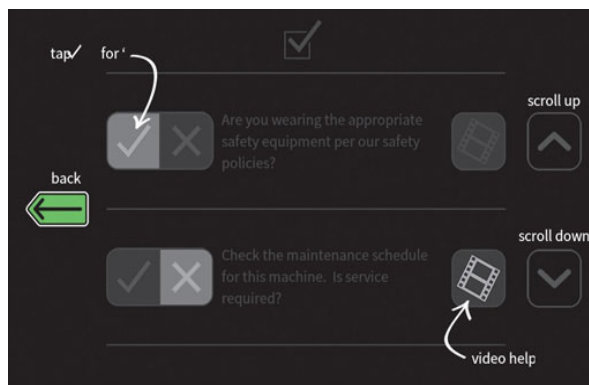 tap✓ for ‘
Are you wearing the appropriate
safety equipment per our safety
policies?
scroll up
back
scroll down
Check the maintenance schedule
for this machine. Is service
required?
video help